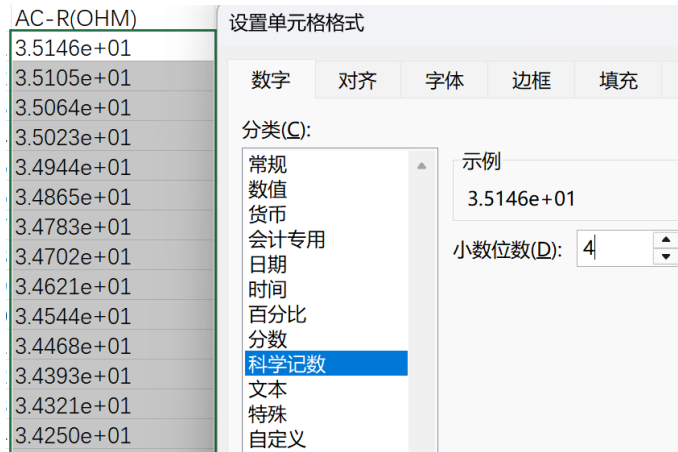 AC-R(OHM)
3.5146e+01
3.5105e+01
3.5064e+01
3.5023e+01
3.4944e+01
3.4865e+01
3.4783e+01
3.4702e+01
3.4621e+01
3.4544e+01
3.4468e+01
3.4393e+01
3.4321e+01
3.4250e+01
设置单元格格式
数字 对齐 字体 边框 填充
分类(C):
常规
数值
货币
会计专用
日期
时间
百分比
分数
科学记数
文本
特殊
自定义
示例
3.5146e+01
小数位数(D): 4